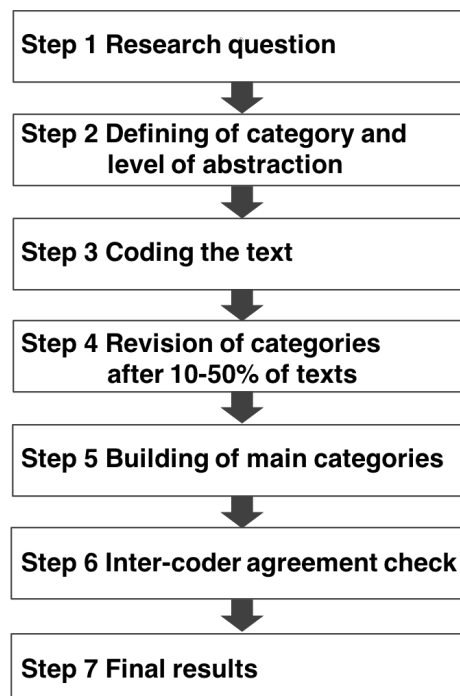 Step 1 Research question
Step 2 Defining of category and
level of abstraction
Step 3 Coding the text
Step 4 Revision of categories
after 10-50% of texts
Step 5 Building of main categories
Step 6 Inter-coder agreement check
Step 7 Final results